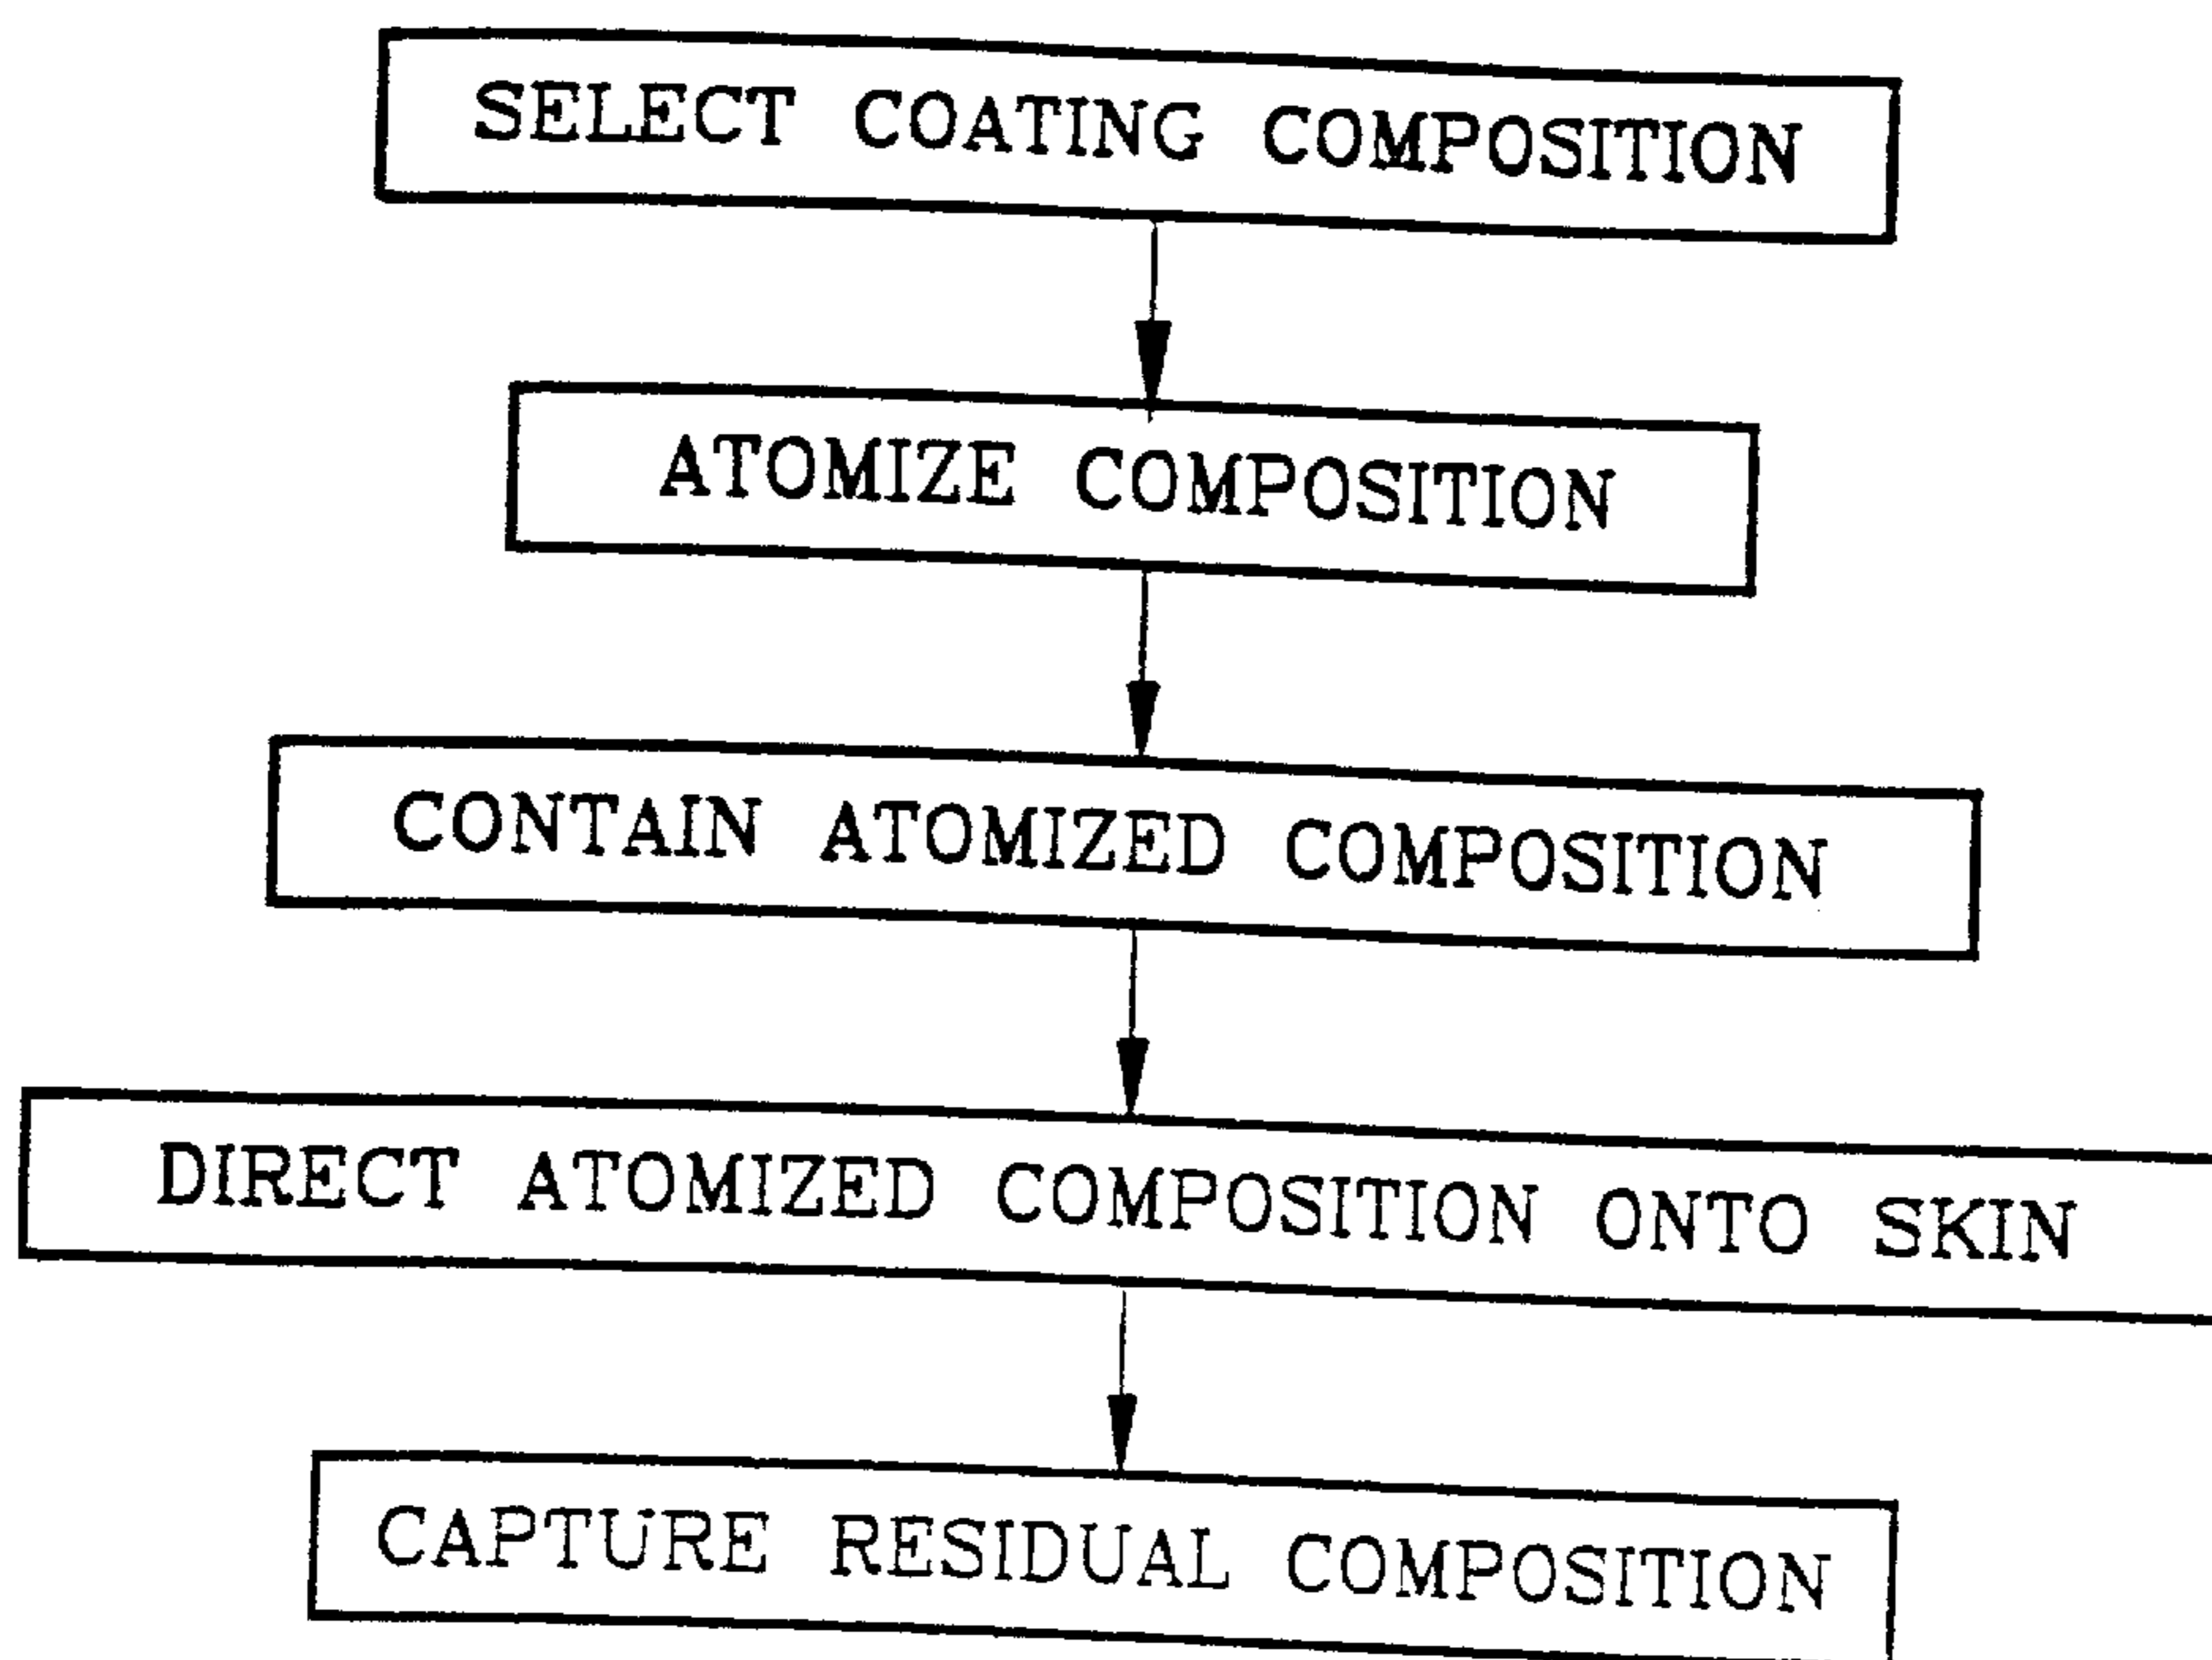 SELECT COATING COMPOSITION
ATOMIZE COMPOSITION
CONTAIN ATOMIZED COMPOSITION
DIRECT ATOMIZED COMPOSITION ONTO SKIN
CAPTURE RESIDUAL COMPOSITION